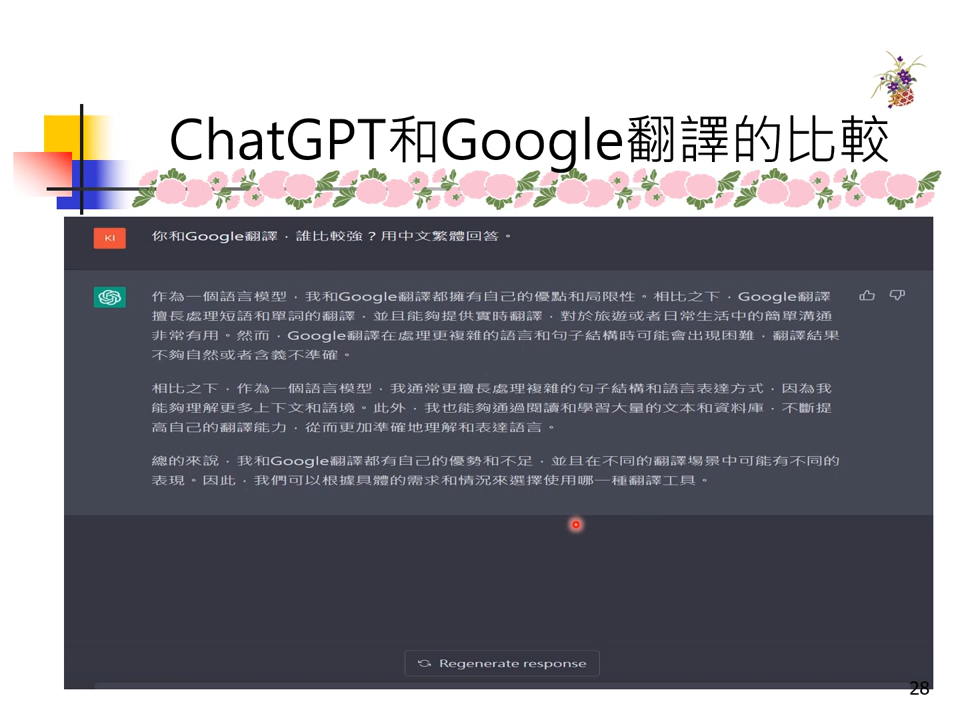 ChatGPT和Google翻譯的比較
KI
你和Google翻譯，誰比較強？用中文繁體回答。
作為一個語言模型，我和Google翻譯都擁有自己的優點和局限性。相比之下，Google翻譯
擅長處理短語和單詞的翻譯，並且能夠提供實時翻譯，對於旅遊或者日常生活中的簡單溝通
非常有用。然而，Google翻譯在處理更複雜的語言和句子結構時可能會出現困難，翻譯結果
不夠自然或者含義不準確。
相比之下，作為一個語言模型，我通常更擅長處理複雜的句子結構和語言表達方式，因為我
能夠理解更多上下文和語境。此外，我也能夠通過閱讀和學習大量的文本和資料庫，不斷提
高自己的翻譯能力，從而更加準確地理解和表達語言。
總的來說，我和Google翻譯都有自己的優勢和不足，並且在不同的翻譯場景中可能有不同的
表現。因此，我們可以根據具體的需求和情況來選擇使用哪一種翻譯工具。
Regenerate response
28